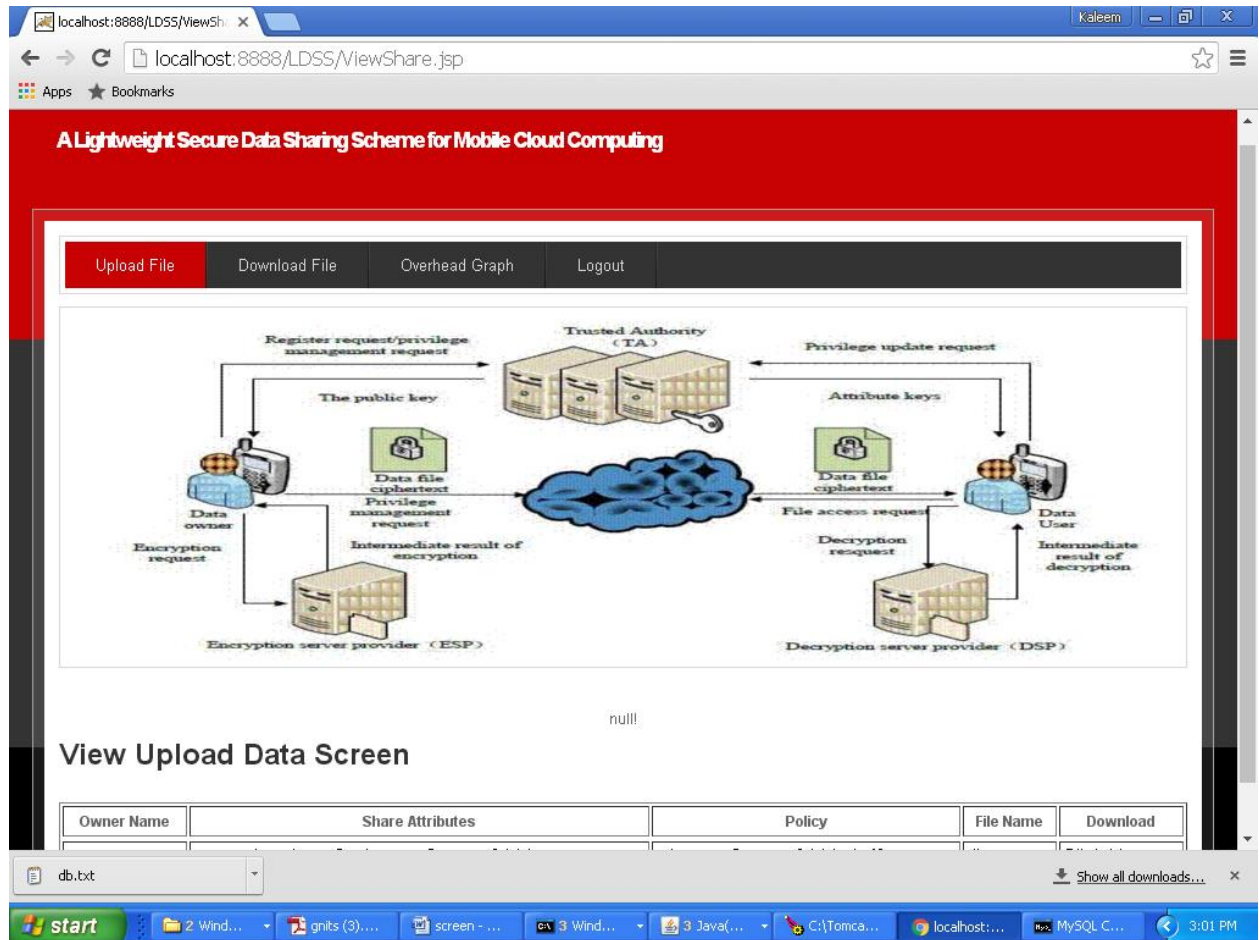 localhost:8888/LDSS/ViewSh
Kaleem
localhost:8888/LDSS/ViewShare.jsp
Apps Bookmarks
A Lightweight Secure Data Sharing Scheme for Mobile Cloud Computing
Upload File Download File Overhead Graph Logout
Trusted Authority
(TA)
Register request/privilege
management request
Privilege update request
The public key
Attribute keys
Data file
ciphertext
Data file
ciphertext
Privilege
management
request
File access request
Data
owner
Data
User
Encryption
request
Intermediate result of
encryption
Decryption
resquest
Intermediate
result of
decryption
Encryption server provider (ESP)
Decryption server provider (DSP)
null!
View Upload Data Screen
Owner Name Share Attributes Policy File Name Download
db.txt
Show all downloads...
start 2 Wind... gnits (3).... screen - ... 3 Wind... 3 Java(... C:\Tomca... localhost:... MySQL C... 3:01 PM